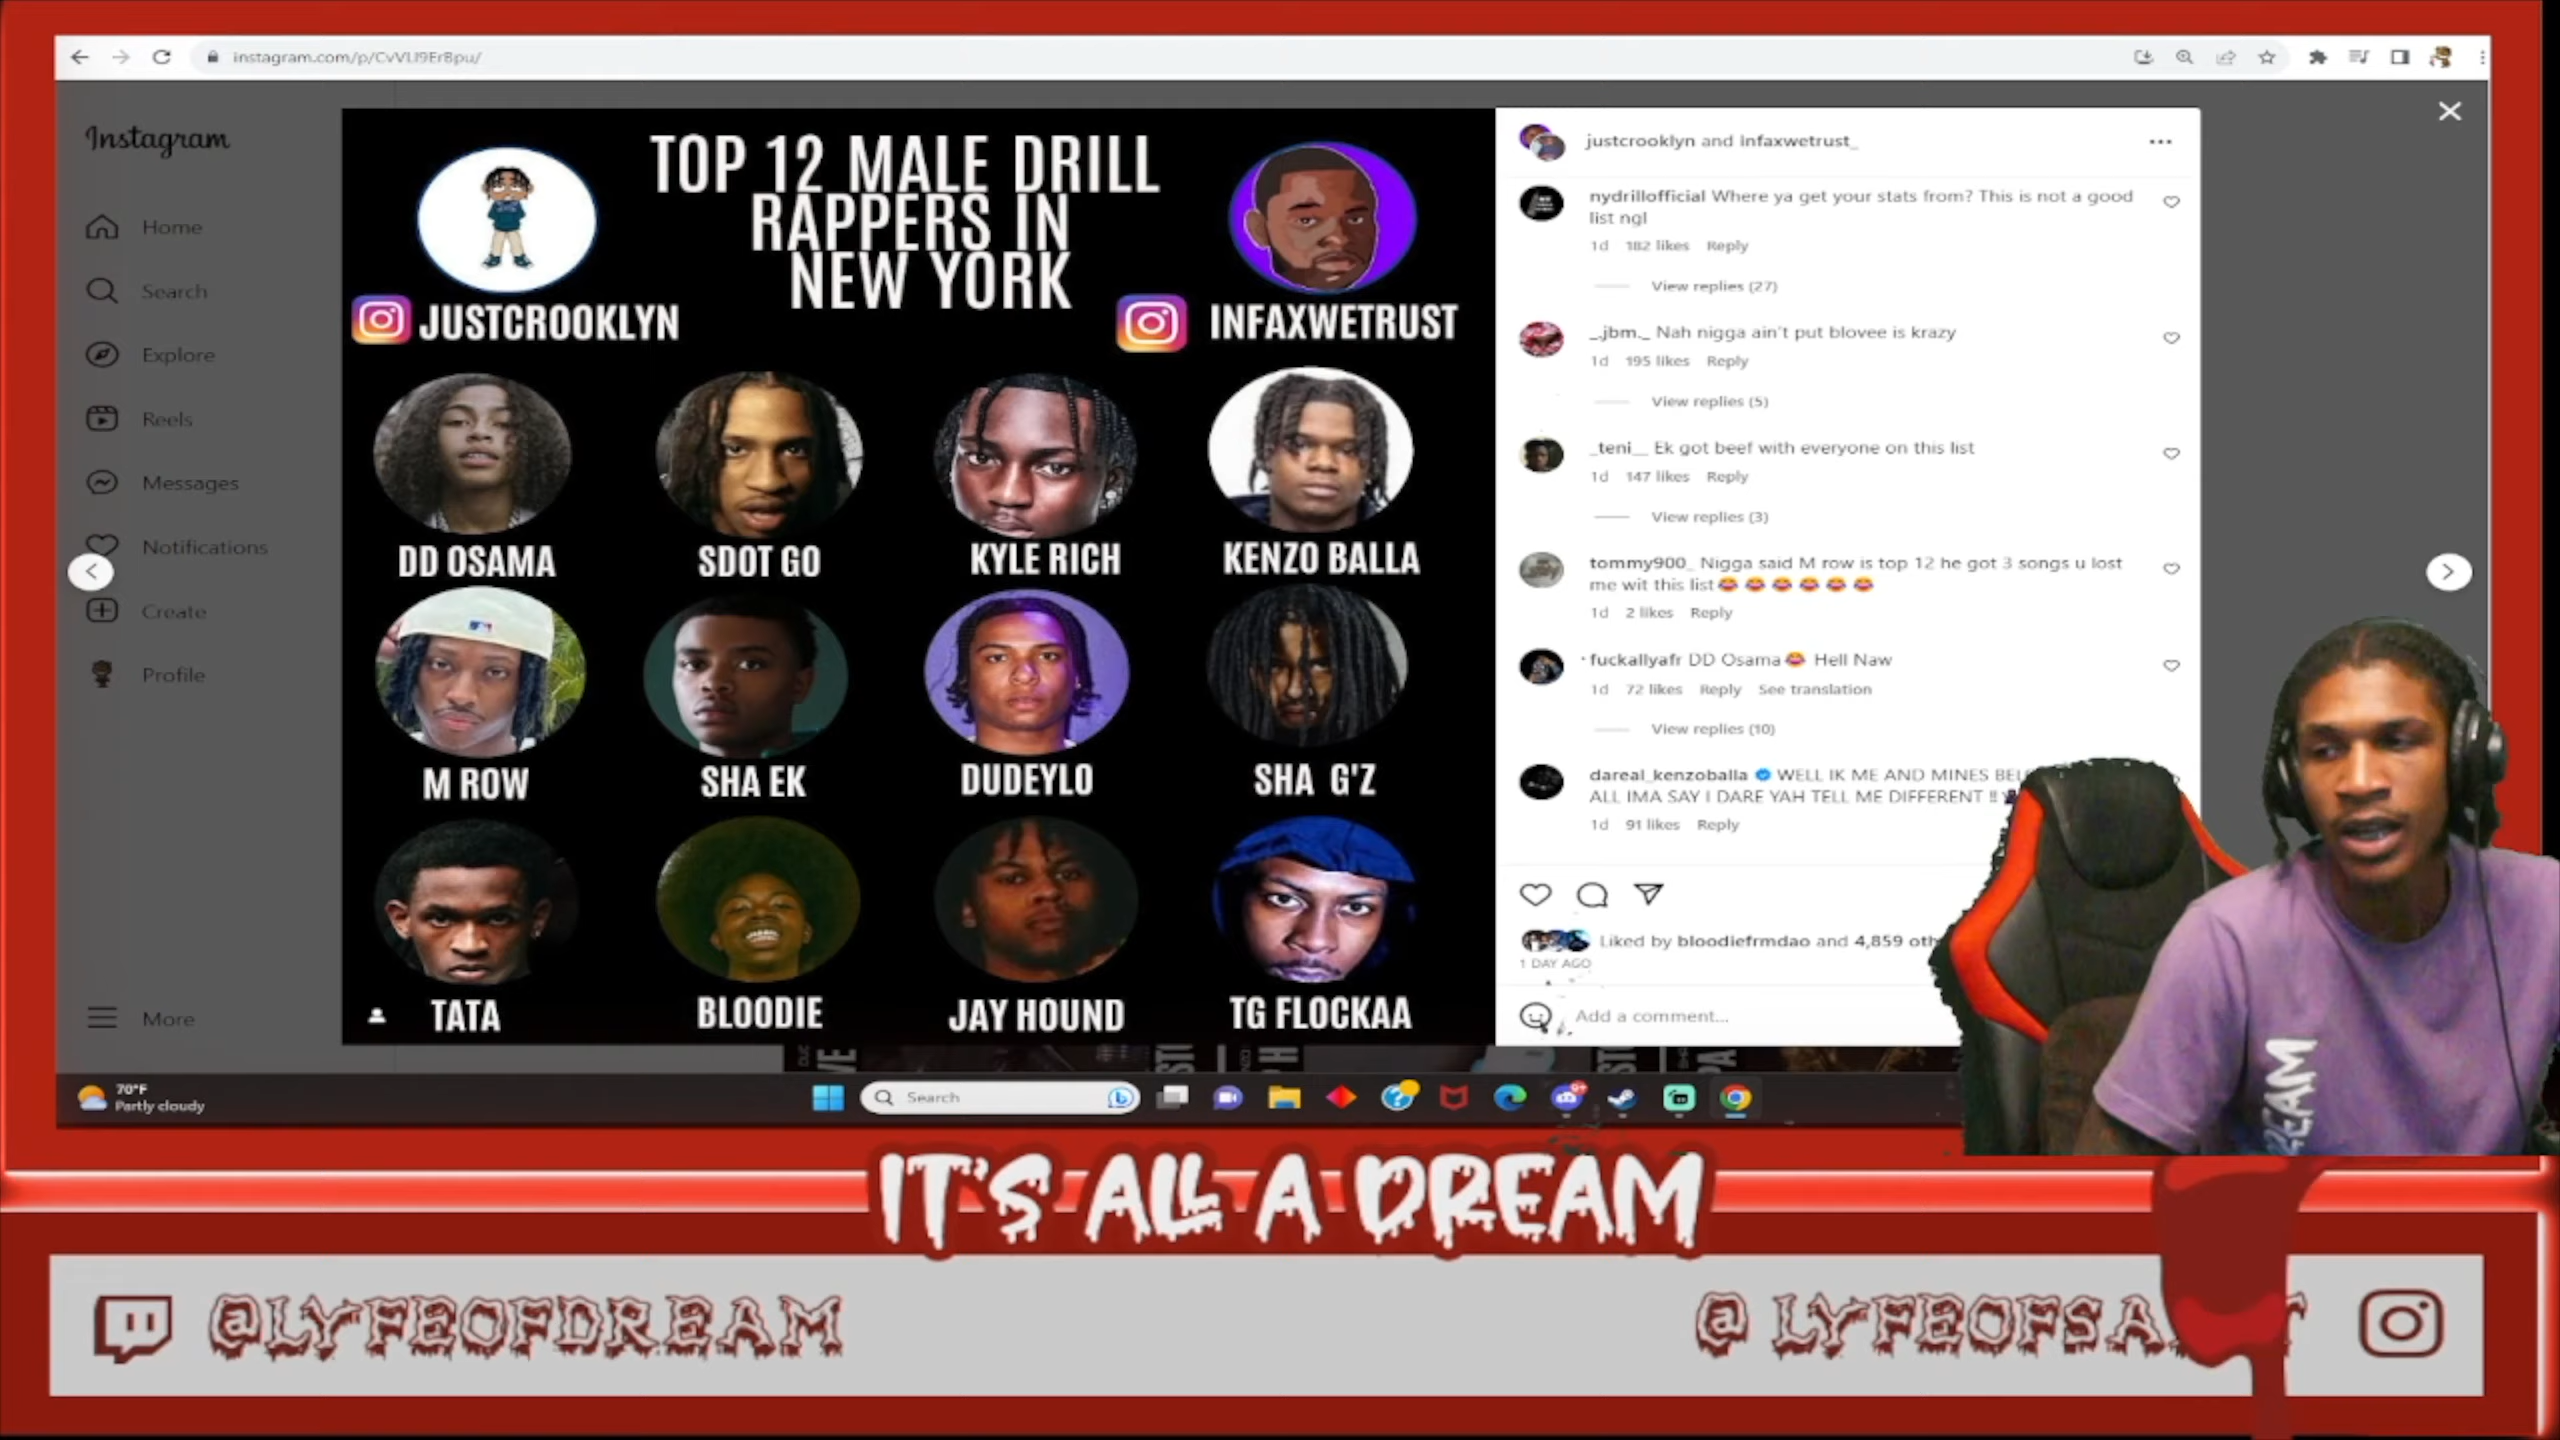 instagram.com/p/CvVLl9ErBpu/
Instagram
Home
Search
Explore
Reels
Messages
Notifications
Create
Profile
More
TOP 12 MALE DRILL
RAPPERS IN
NEW YORK
JUSTCROOKLYN
INFAXWETRUST
DD OSAMA
SDOT GO
KYLE RICH
KENZO BALLA
M ROW
SHA EK
DUDEYLO
SHA G'Z
TATA
BLOODIE
JAY HOUND
TG FLOCKAA
justcrooklyn and Infaxwetrust_
nydrillofficial Where ya get your stats from? This is not a good
list ngl
1d 182 likes Reply
View replies (27)
_.jbm._ Nah nigga ain't put blovee is krazy
1d 195 likes Reply
View replies (5)
_teni__ Ek got beef with everyone on this list
1d 147 likes Reply
View replies (3)
tommy900_ Nigga said M row is top 12 he got 3 songs u lost
me wit this list😂😂😂😂😂😂
1d 2 likes Reply
fuckallyafr DD Osama😂 Hell Naw
1d 72 likes Reply See translation
View replies (10)
dareal_kenzoballa WELL IK ME AND MINES
ALL IMA SAY I DARE YAH TELL ME DIFFERENT !!
1d 91 likes Reply
Liked by bloodiefrmdao and 4,859
1 DAY AGO
Add a comment...
70°F
Partly cloudy
Search
IT'S ALL A DREAM
@LYFEOFDREAM